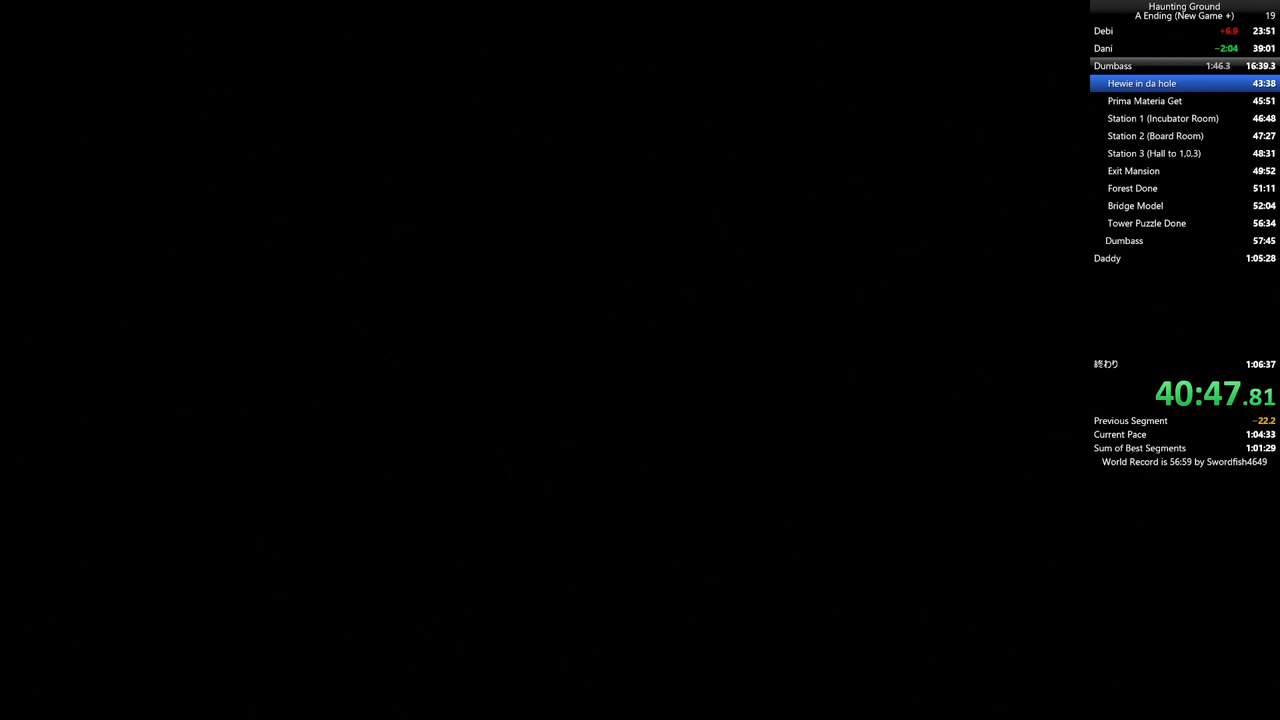 Haunting Ground
A Ending (New Game +) 19
Debi +6.9 23:51
Dani −2:04 39:01
Dumbass 1:46.3 16:39.3
Hewie in da hole 43:38
Prima Materia Get 45:51
Station 1 (Incubator Room) 46:48
Station 2 (Board Room) 47:27
Station 3 (Hall to 1,0,3) 48:31
Exit Mansion 49:52
Forest Done 51:11
Bridge Model 52:04
Tower Puzzle Done 56:34
Dumbass 57:45
Daddy 1:05:28
終わり 1:06:37
40:47.81
Previous Segment −22.2
Current Pace 1:04:33
Sum of Best Segments 1:01:29
World Record is 56:59 by Swordfish4649